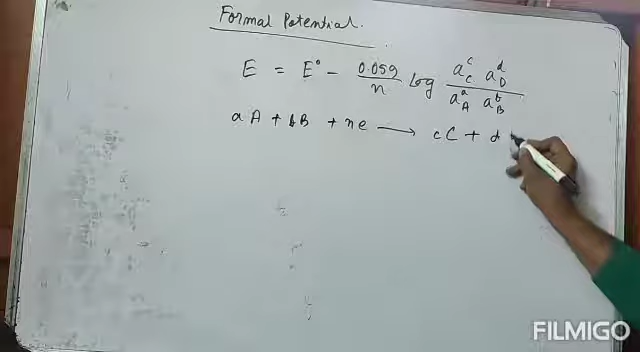 Formal Potential.
E = E° - 0.059/n log a_C^c a_D^d / a_A^a a_B^b
aA + bB + ne → cC + d
FILMIGO